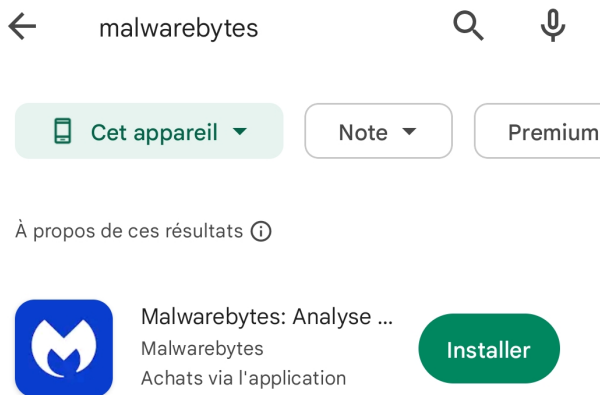 malwarebytes
Cet appareil
Note
Premium
À propos de ces résultats
Malwarebytes: Analyse ...
Malwarebytes
Installer
Achats via l'application